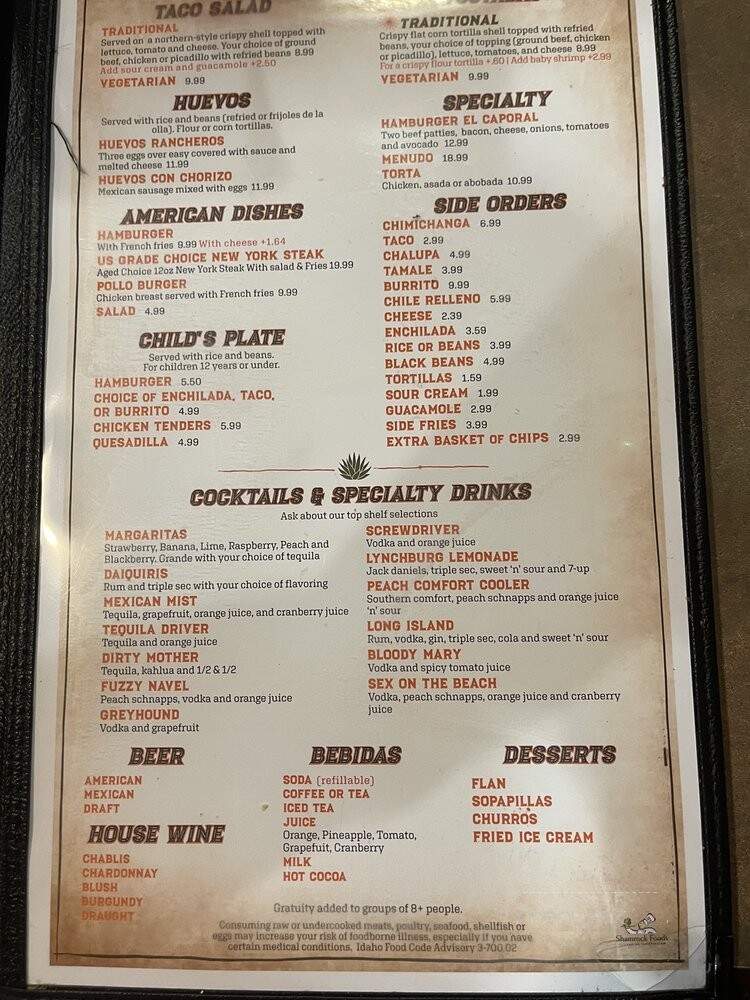 TACO SALAD
TRADITIONAL
Served on a northern-style crispy shell topped with
lettuce, tomato and cheese. Your choice of ground
beef, chicken or picadillo with refried beans 8.99
Add sour cream and guacamole +2.50
VEGETARIAN 9.99
HUEVOS
Served with rice and beans (refried or frijoles de la
olla). Flour or corn tortillas.
HUEVOS RANCHEROS
Three eggs over easy covered with sauce and
melted cheese 11.99
HUEVOS CON CHORIZO
Mexican sausage mixed with eggs 11.99
AMERICAN DISHES
HAMBURGER
With French fries 9.99 With cheese +1.64
US GRADE CHOICE NEW YORK STEAK
Aged Choice 12oz New York Steak With salad & Fries 19.99
POLLO BURGER
Chicken breast served with French fries 9.99
SALAD 4.99
CHILD'S PLATE
Served with rice and beans.
For children 12 years or under.
HAMBURGER 5.50
CHOICE OF ENCHILADA, TACO,
OR BURRITO 4.99
CHICKEN TENDERS 5.99
QUESADILLA 4.99
TRADITIONAL
Crispy flat corn tortilla shell topped with refried
beans, your choice of topping (ground beef, chicken
or picadillo), lettuce, tomatoes, and cheese 8.99
For a crispy flour tortilla +.60 | Add baby shrimp +2.99
VEGETARIAN 9.99
SPECIALTY
HAMBURGER EL CAPORAL
Two beef patties, bacon, cheese, onions, tomatoes
and avocado 12.99
MENUDO 18.99
TORTA
Chicken, asada or abobada 10.99
SIDE ORDERS
CHIMICHANGA 6.99
TACO 2.99
CHALUPA 4.99
TAMALE 3.99
BURRITO 9.99
CHILE RELLENO 5.99
CHEESE 2.39
ENCHILADA 3.59
RICE OR BEANS 3.99
BLACK BEANS 4.99
TORTILLAS 1.59
SOUR CREAM 1.99
GUACAMOLE 2.99
SIDE FRIES 3.99
EXTRA BASKET OF CHIPS 2.99
COCKTAILS & SPECIALTY DRINKS
Ask about our top shelf selections
MARGARITAS
Strawberry, Banana, Lime, Raspberry, Peach and
Blackberry. Grande with your choice of tequila
DAIQUIRIS
Rum and triple sec with your choice of flavoring
MEXICAN MIST
Tequila, grapefruit, orange juice, and cranberry juice
TEQUILA DRIVER
Tequila and orange juice
DIRTY MOTHER
Tequila, kahlua and 1/2 & 1/2
FUZZY NAVEL
Peach schnapps, vodka and orange juice
GREYHOUND
Vodka and grapefruit
SCREWDRIVER
Vodka and orange juice
LYNCHBURG LEMONADE
Jack daniels, triple sec, sweet 'n' sour and 7-up
PEACH COMFORT COOLER
Southern comfort, peach schnapps and orange juice
'n' sour
LONG ISLAND
Rum, vodka, gin, triple sec, cola and sweet 'n' sour
BLOODY MARY
Vodka and spicy tomato juice
SEX ON THE BEACH
Vodka, peach schnapps, orange juice and cranberry
juice
BEER
AMERICAN
MEXICAN
DRAFT
HOUSE WINE
CHABLIS
CHARDONNAY
BLUSH
BURGUNDY
DRAUGHT
BEBIDAS
SODA (refillable)
COFFEE OR TEA
ICED TEA
JUICE
Orange, Pineapple, Tomato,
Grapefuit, Cranberry
MILK
HOT COCOA
DESSERTS
FLAN
SOPAPILLAS
CHURROS
FRIED ICE CREAM
Gratuity added to groups of 8+ people.
Consuming raw or undercooked meats, poultry, seafood, shellfish or
eggs may increase your risk of foodborne illness, especially if you have
certain medical conditions, Idaho Food Code Advisory 3-700.02
Shamrock Foods